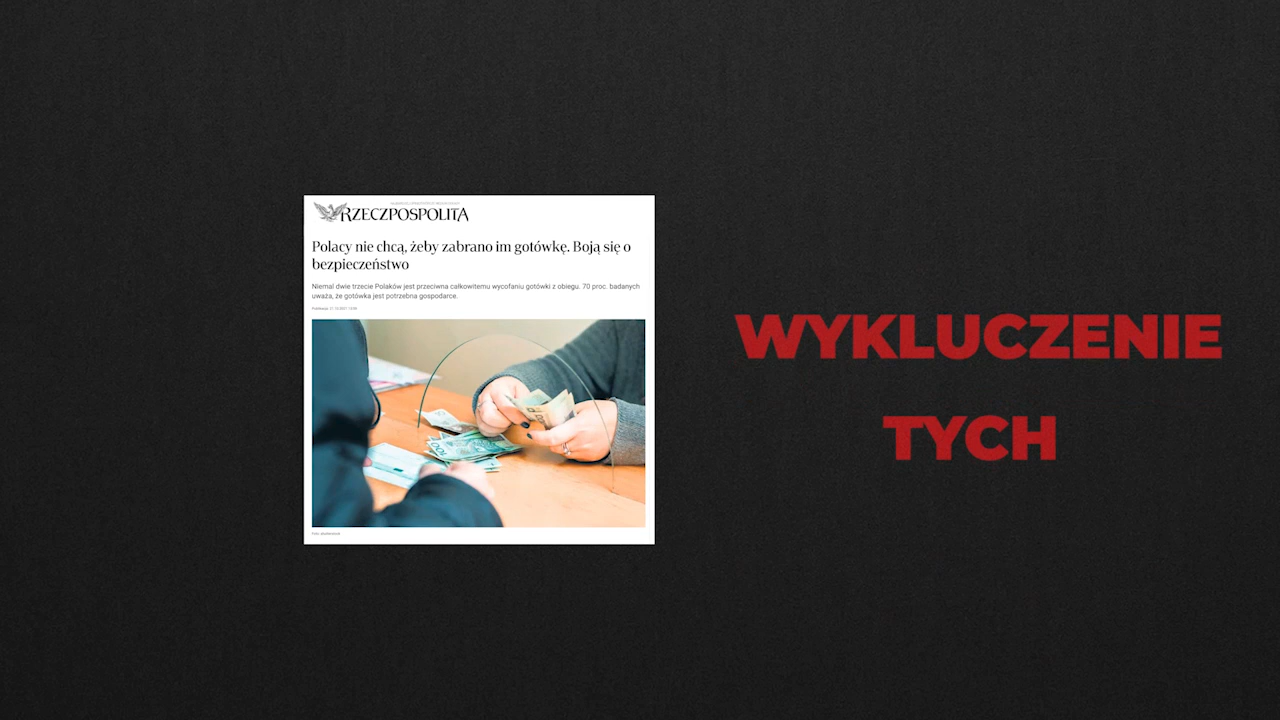 RZECZPOSPOLITA
Polacy nie chcą, żeby zabrano im gotówkę. Boją się o
bezpieczeństwo
Niemal dwie trzecie Polaków jest przeciwna całkowitemu wycofaniu gotówki z obiegu. 70 proc. badanych
uważa, że gotówka jest potrzebna gospodarce.
WYKLUCZENIE
TYCH